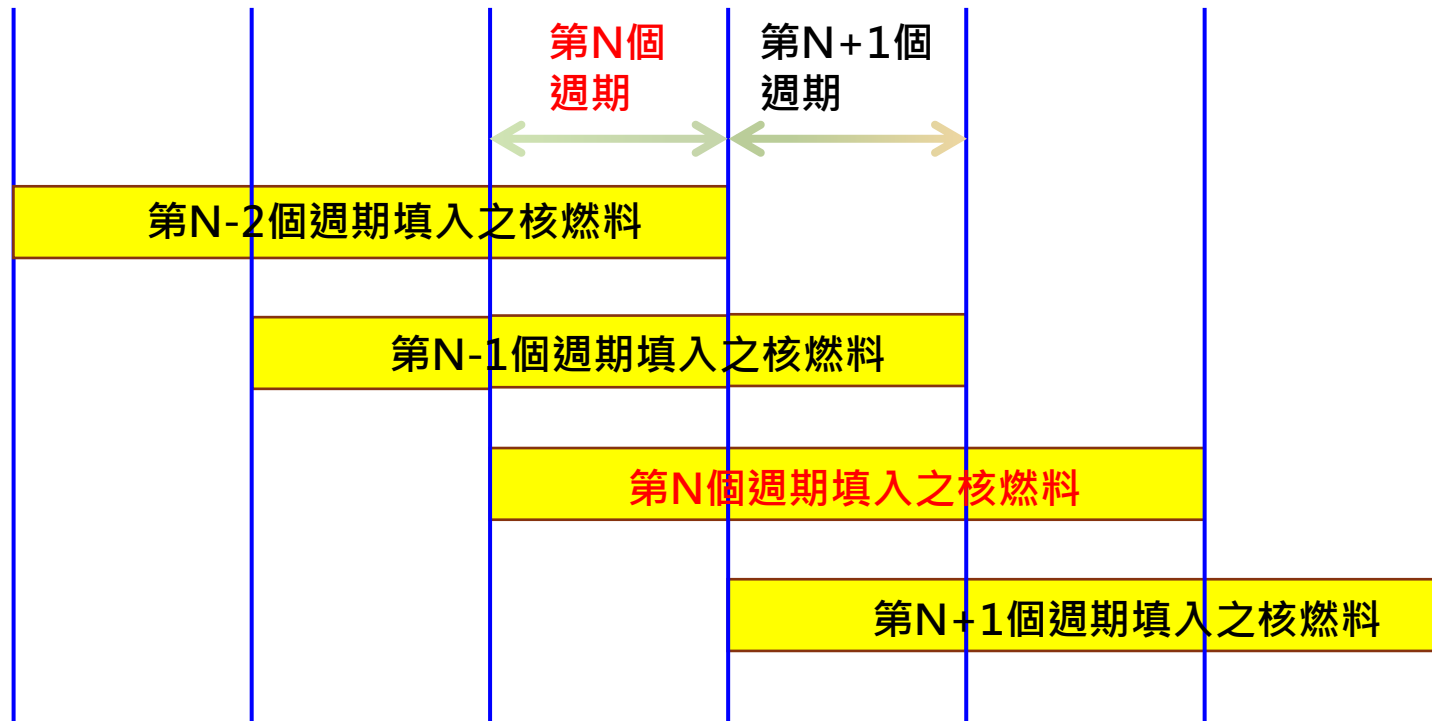 第N個
週期
第N+1個
週期
第N-2個週期填入之核燃料
第N-1個週期填入之核燃料
第N個週期填入之核燃料
第N+1個週期填入之核燃料